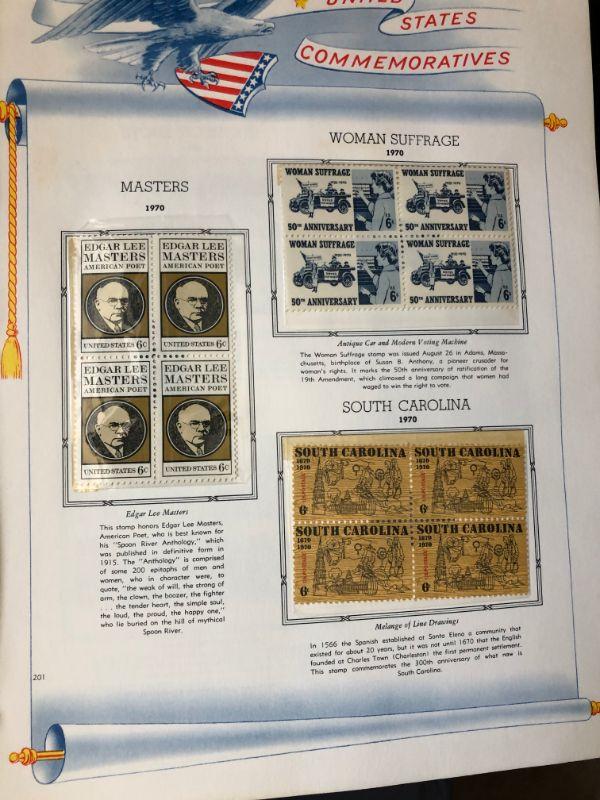 UNITED
STATES
COMMEMORATIVES
MASTERS
1970
EDGAR LEE
MASTERS
AMERICAN POET
UNITED STATES 6c
EDGAR LEE
MASTERS
AMERICAN POET
UNITED STATES 6c
EDGAR LEE
MASTERS
AMERICAN POET
UNITED STATES 6c
EDGAR LEE
MASTERS
AMERICAN POET
UNITED STATES 6c
Edgar Lee Masters
This stamp honors Edgar Lee Masters,
American Poet, who is best known for
his "Spoon River Anthology," which
was published in definitive form in
1915. The "Anthology" is comprised
of some 200 epitaphs of men and
women, who in character were, to
quote, "the weak of will, the strong of
arm, the clown, the boozer, the fighter
. . . the tender heart, the simple soul,
the loud, the proud, the happy one,"
who lie buried on the hill of mythical
Spoon River.
WOMAN SUFFRAGE
1970
WOMAN SUFFRAGE
50th ANNIVERSARY
6c
WOMAN SUFFRAGE
50th ANNIVERSARY
6c
WOMAN SUFFRAGE
50th ANNIVERSARY
6c
WOMAN SUFFRAGE
50th ANNIVERSARY
6c
Antique Car and Modern Voting Machine
The Woman Suffrage stamp was issued August 26 in Adams, Massa-
chusetts, birthplace of Susan B. Anthony, a pioneer crusader for
woman's rights. It marks the 50th anniversary of ratification of the
19th Amendment, which climaxed a long campaign that women had
waged to win the right to vote.
SOUTH CAROLINA
1970
SOUTH CAROLINA
1670
1970
6c
SOUTH CAROLINA
1670
1970
6c
SOUTH CAROLINA
1670
1970
6c
SOUTH CAROLINA
1670
1970
6c
Melange of Line Drawings
In 1566 the Spanish established at Santa Elena a community that
existed for about 20 years, but it was not until 1670 that the English
founded at Charles Town (Charleston) the first permanent settlement.
This stamp commemorates the 300th anniversary of what is now
South Carolina.
201